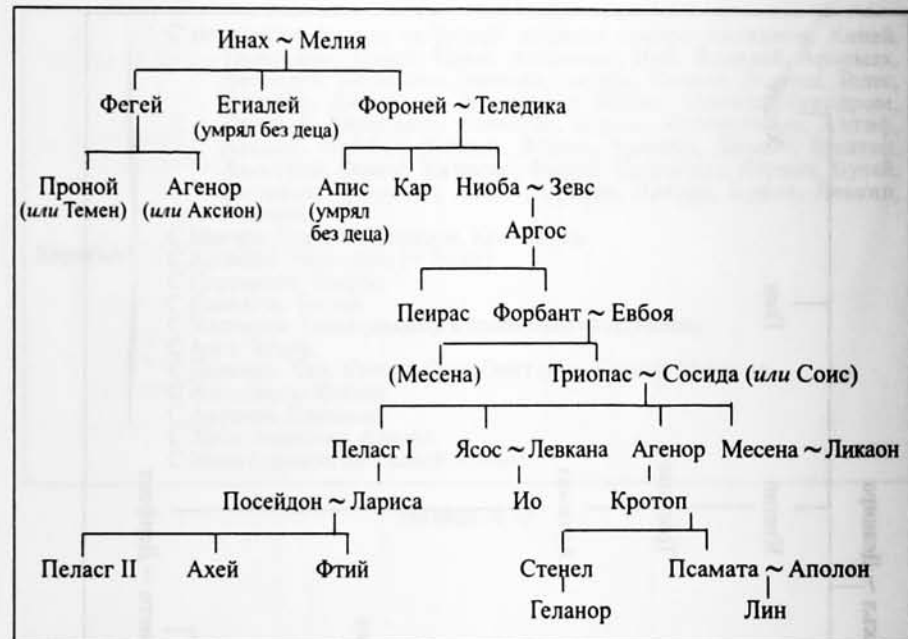 Инах ~ Мелия
Фегей Егиалей Фороней ~ Теледика
(умрял без деца)
Проной Агенор Апис Кар Ниоба ~ Зевс
(или Темен) (или Аксион) (умрял
без деца)
Аргос
Пеирас Форбант ~ Евбоя
(Месена) Триопас ~ Сосида (или Соис)
Пеласг I Ясос ~ Левкана Агенор Месена ~ Ликаон
Посейдон ~ Лариса Ио Кротоп
Пеласг II Ахей Фтий Стенел Псамата ~ Аполон
Геланор Лин